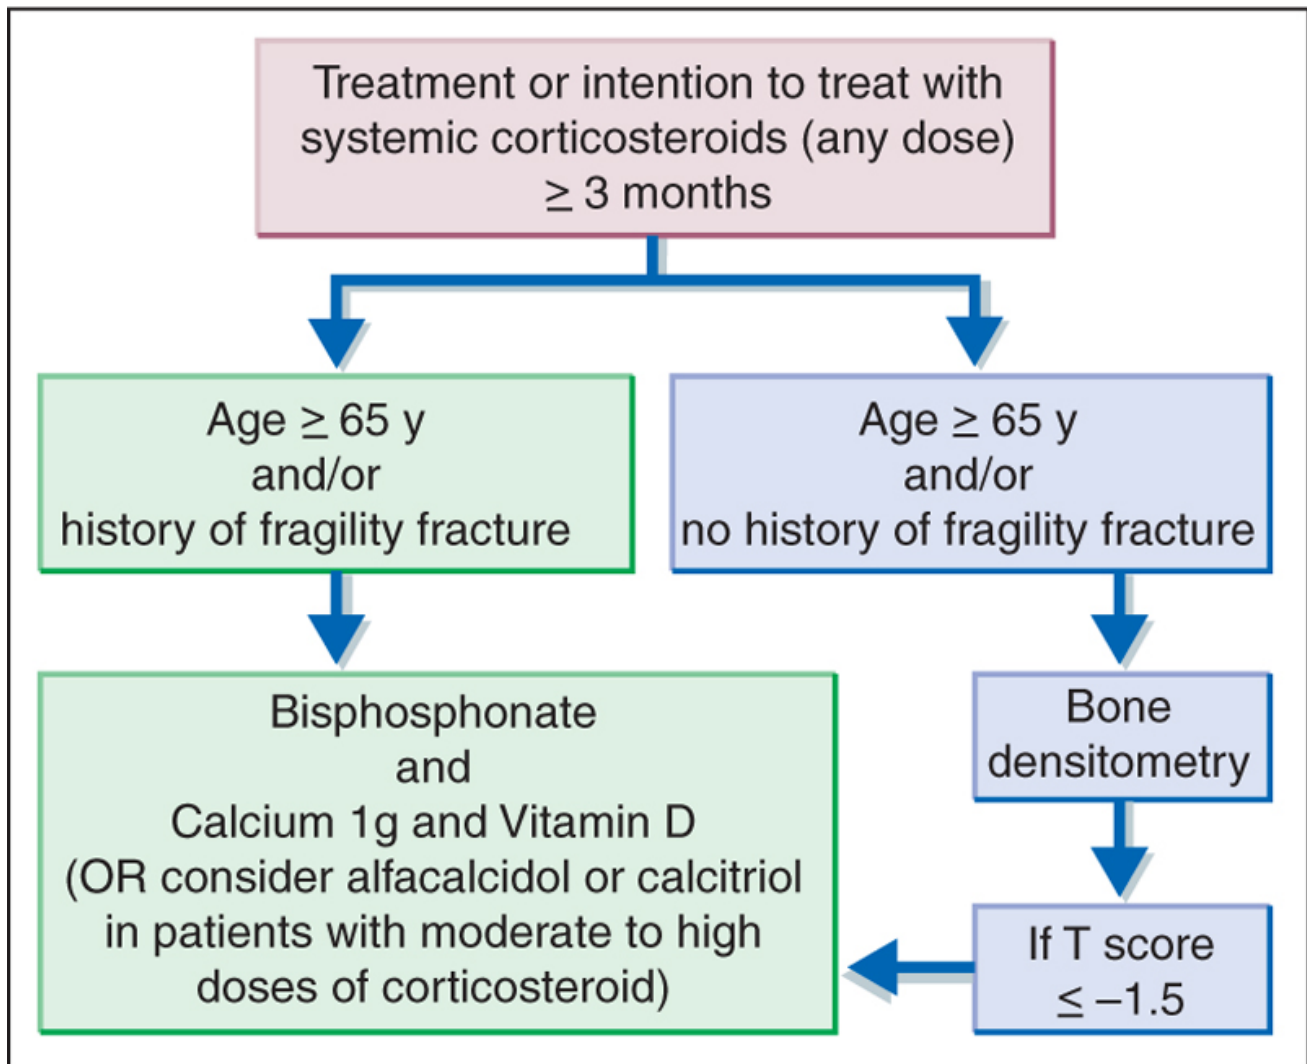 Treatment or intention to treat with
systemic corticosteroids (any dose)
≥ 3 months
Age ≥ 65 y
and/or
history of fragility fracture
Age ≥ 65 y
and/or
no history of fragility fracture
Bisphosphonate
and
Calcium 1g and Vitamin D
(OR consider alfacalcidol or calcitriol
in patients with moderate to high
doses of corticosteroid)
Bone
densitometry
If T score
≤ –1.5